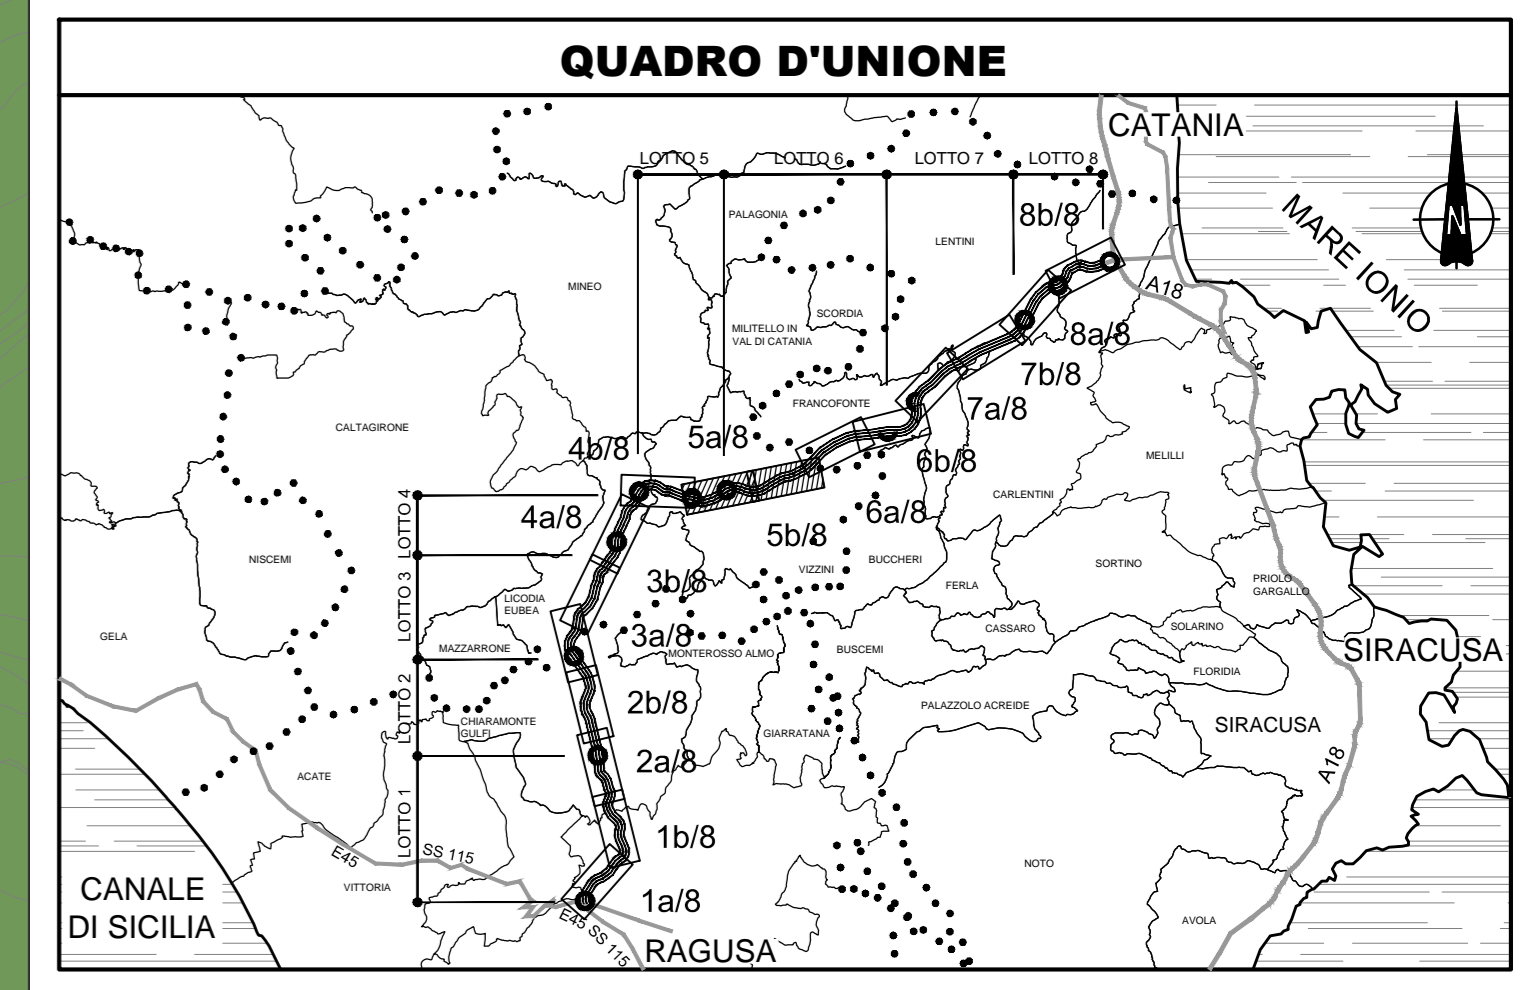 QUADRO D'UNIONE
CATANIA
LOTTO 5
LOTTO 6
LOTTO 7
LOTTO 8
PALAGONIA
8b/8
LENTINI
N
MARE IONIO
MINEO
A18
SCORDIA
MILITELLO IN
VAL DI CATANIA
8a/8
7b/8
FRANCOFONTE
7a/8
CALTAGIRONE
4b/8
5a/8
6b/8
MELILLI
CARLENTINI
LOTTO 4
4a/8
6a/8
5b/8
NISCEMI
VIZZINI
BUCCHERI
SORTINO
FERLA
PRIOLO
GARGALLO
3b/8
LOTTO 3
LICODIA
EUBEA
GELA
3a/8
CASSARO
SOLARINO
MAZZARRONE
MONTEROSSO ALMO
BUSCEMI
SIRACUSA
FLORIDIA
LOTTO 2
2b/8
PALAZZOLO ACREIDE
CHIARAMONTE
GULFI
GIARRATANA
SIRACUSA
ACATE
2a/8
A18
LOTTO 1
1b/8
E45
SS 115
NOTO
VITTORIA
CANALE
DI SICILIA
1a/8
E45 SS 115
AVOLA
RAGUSA